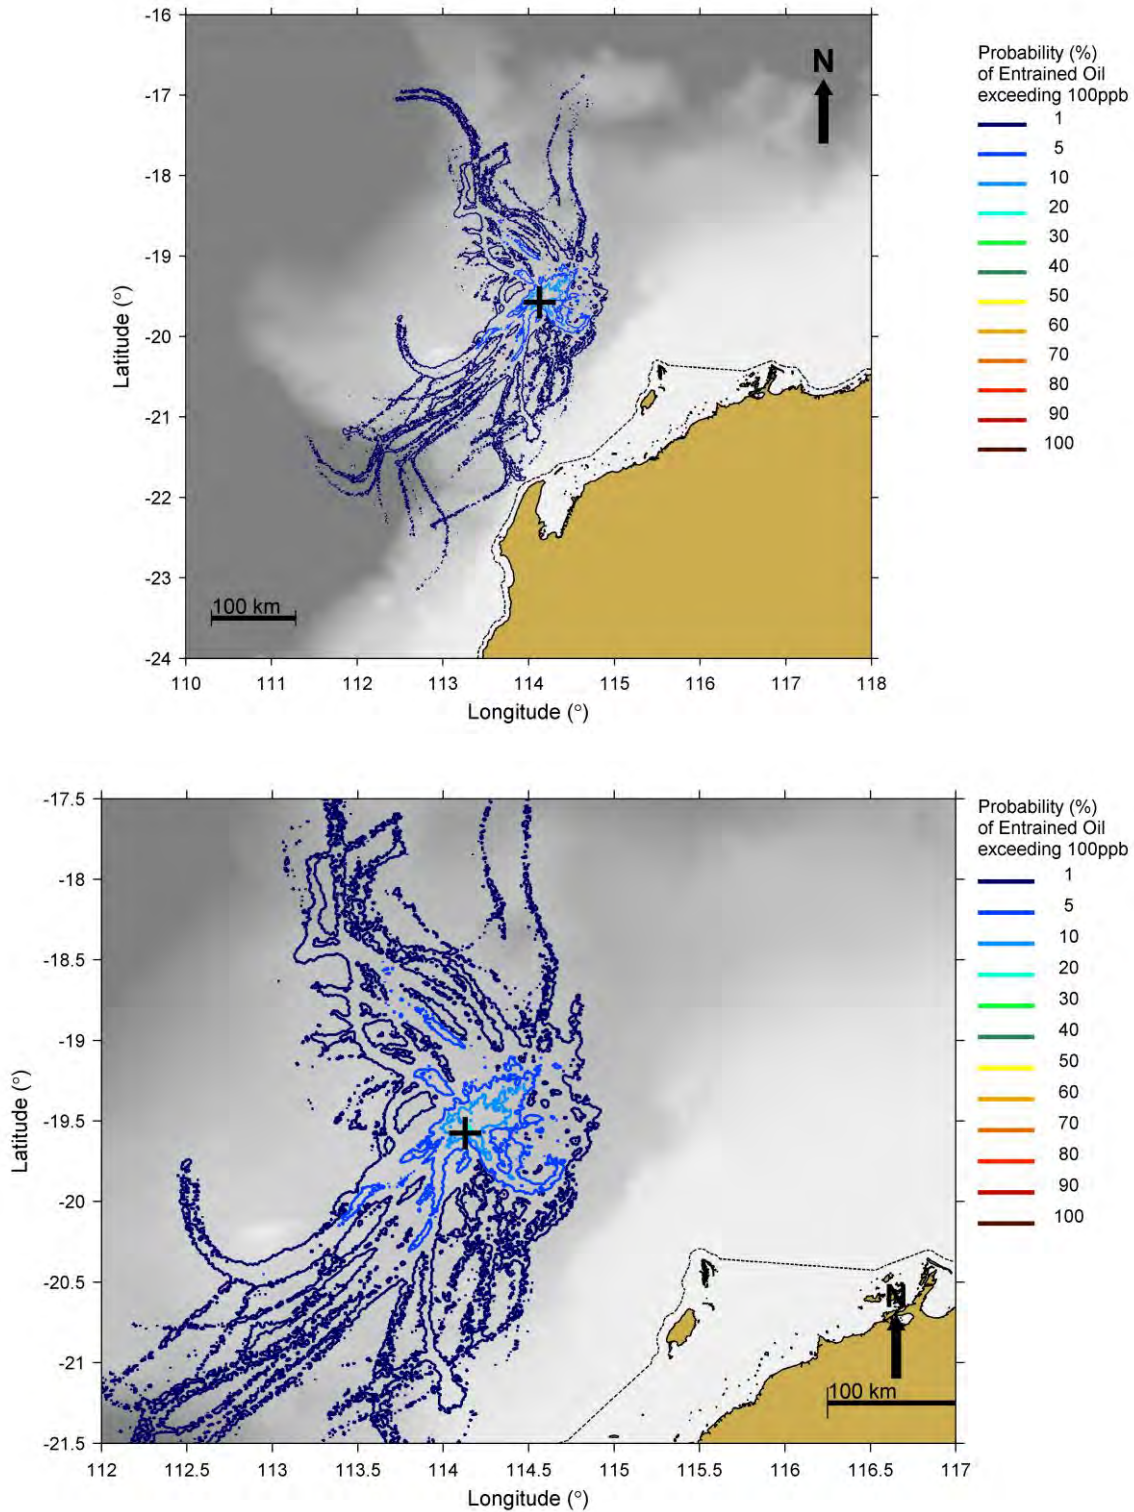 -16
-17
-18
-19
-20
-21
-22
-23
-24
Latitude (°)
N
100 km
110 111 112 113 114 115 116 117 118
Longitude (°)
Probability (%)
of Entrained Oil
exceeding 100ppb
1
5
10
20
30
40
50
60
70
80
90
100
-17.5
-18
-18.5
-19
-19.5
-20
-20.5
-21
-21.5
Latitude (°)
N
100 km
112 112.5 113 113.5 114 114.5 115 115.5 116 116.5 117
Longitude (°)
Probability (%)
of Entrained Oil
exceeding 100ppb
1
5
10
20
30
40
50
60
70
80
90
100